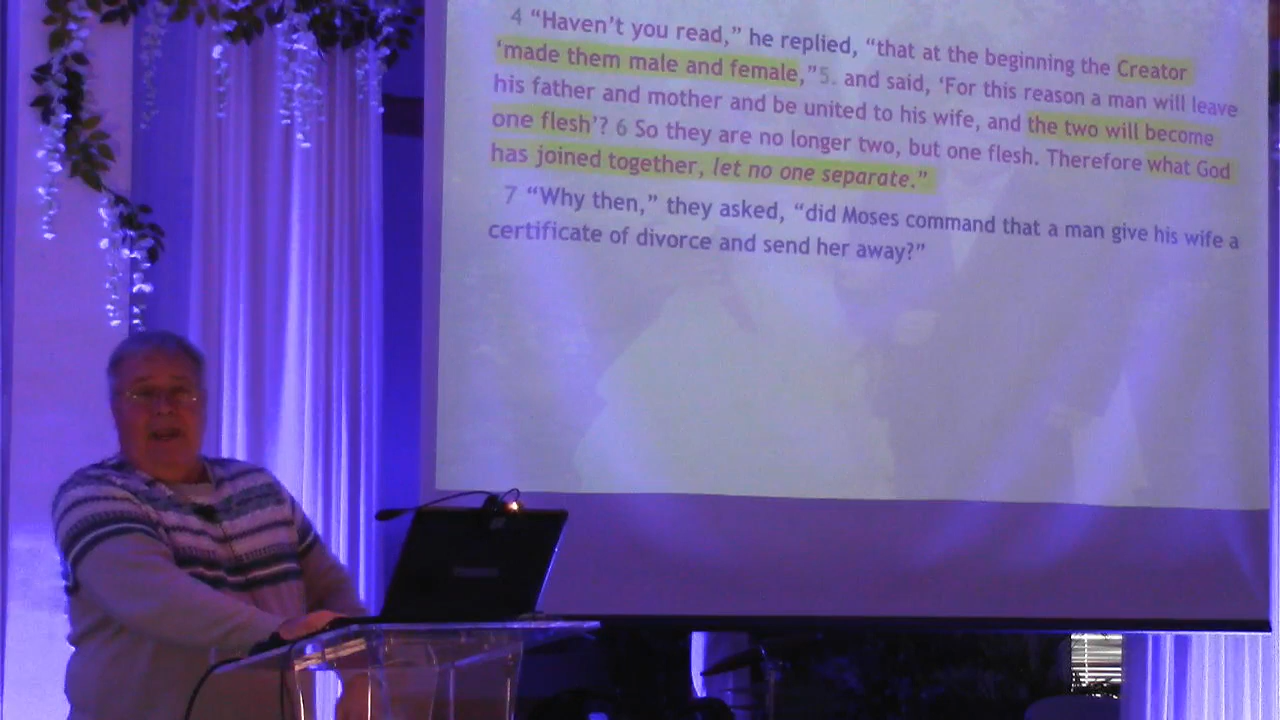 4 “Haven’t you read,” he replied, “that at the beginning the Creator
‘made them male and female,”5. and said, ‘For this reason a man will leave
his father and mother and be united to his wife, and the two will become
one flesh’? 6 So they are no longer two, but one flesh. Therefore what God
has joined together, let no one separate.”
7 “Why then,” they asked, “did Moses command that a man give his wife a
certificate of divorce and send her away?”